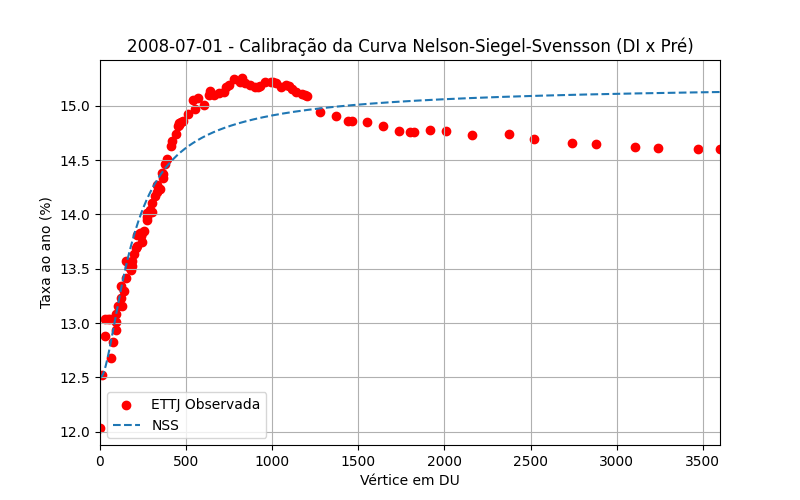 2008-07-01 - Calibração da Curva Nelson-Siegel-Svensson (DI x Pré)
Taxa ao ano (%)
15.0
14.5
14.0
13.5
13.0
12.5
12.0
ETTJ Observada
NSS
0 500 1000 1500 2000 2500 3000 3500
Vértice em DU